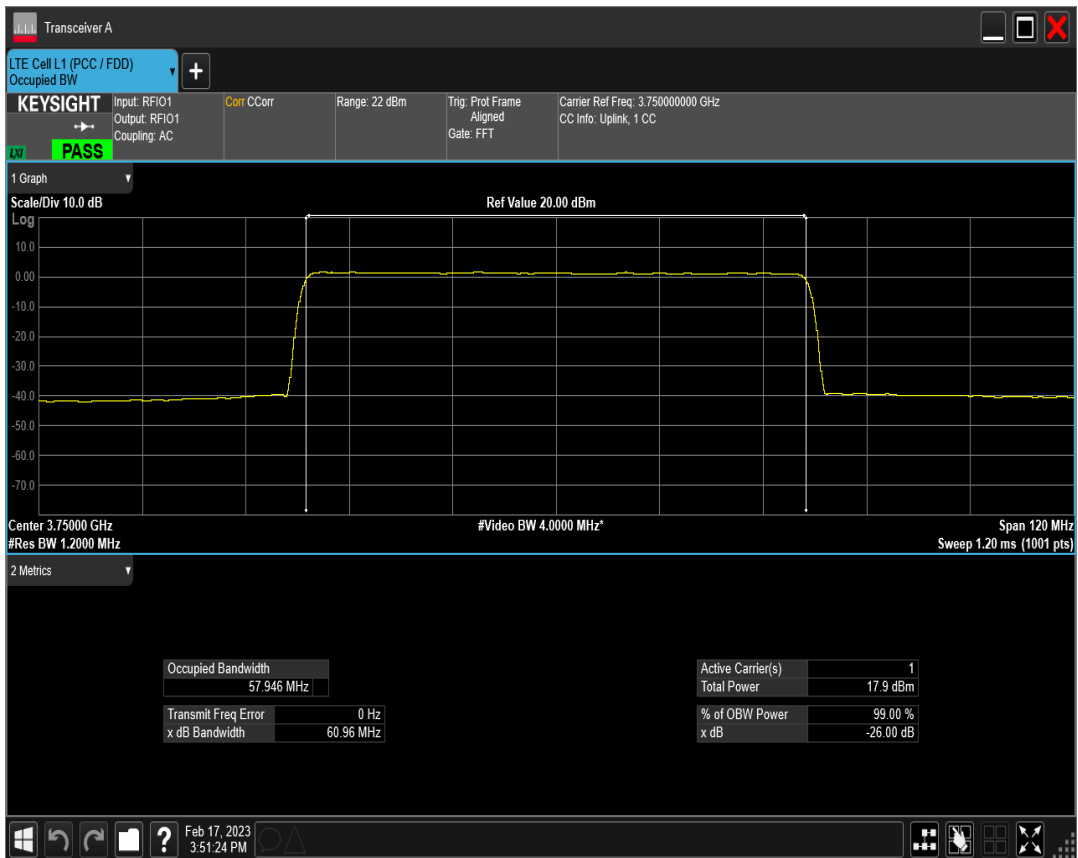 Transceiver A
LTE Cell L1 (PCC / FDD)
Occupied BW
KEYSIGHT
LXI
PASS
Input: RFIO1
Output: RFIO1
Coupling: AC
Corr CCorr
Range: 22 dBm
Trig: Prot Frame
Aligned
Gate: FFT
Carrier Ref Freq: 3.750000000 GHz
CC Info: Uplink, 1 CC
1 Graph
Scale/Div 10.0 dB
Ref Value 20.00 dBm
Log
10.0
0.00
-10.0
-20.0
-30.0
-40.0
-50.0
-60.0
-70.0
Center 3.75000 GHz
#Video BW 4.0000 MHz*
Span 120 MHz
#Res BW 1.2000 MHz
Sweep 1.20 ms (1001 pts)
2 Metrics
Occupied Bandwidth
57.946 MHz
Transmit Freq Error 0 Hz
x dB Bandwidth 60.96 MHz
Active Carrier(s) 1
Total Power 17.9 dBm
% of OBW Power 99.00 %
x dB -26.00 dB
?
Feb 17, 2023
3:51:24 PM